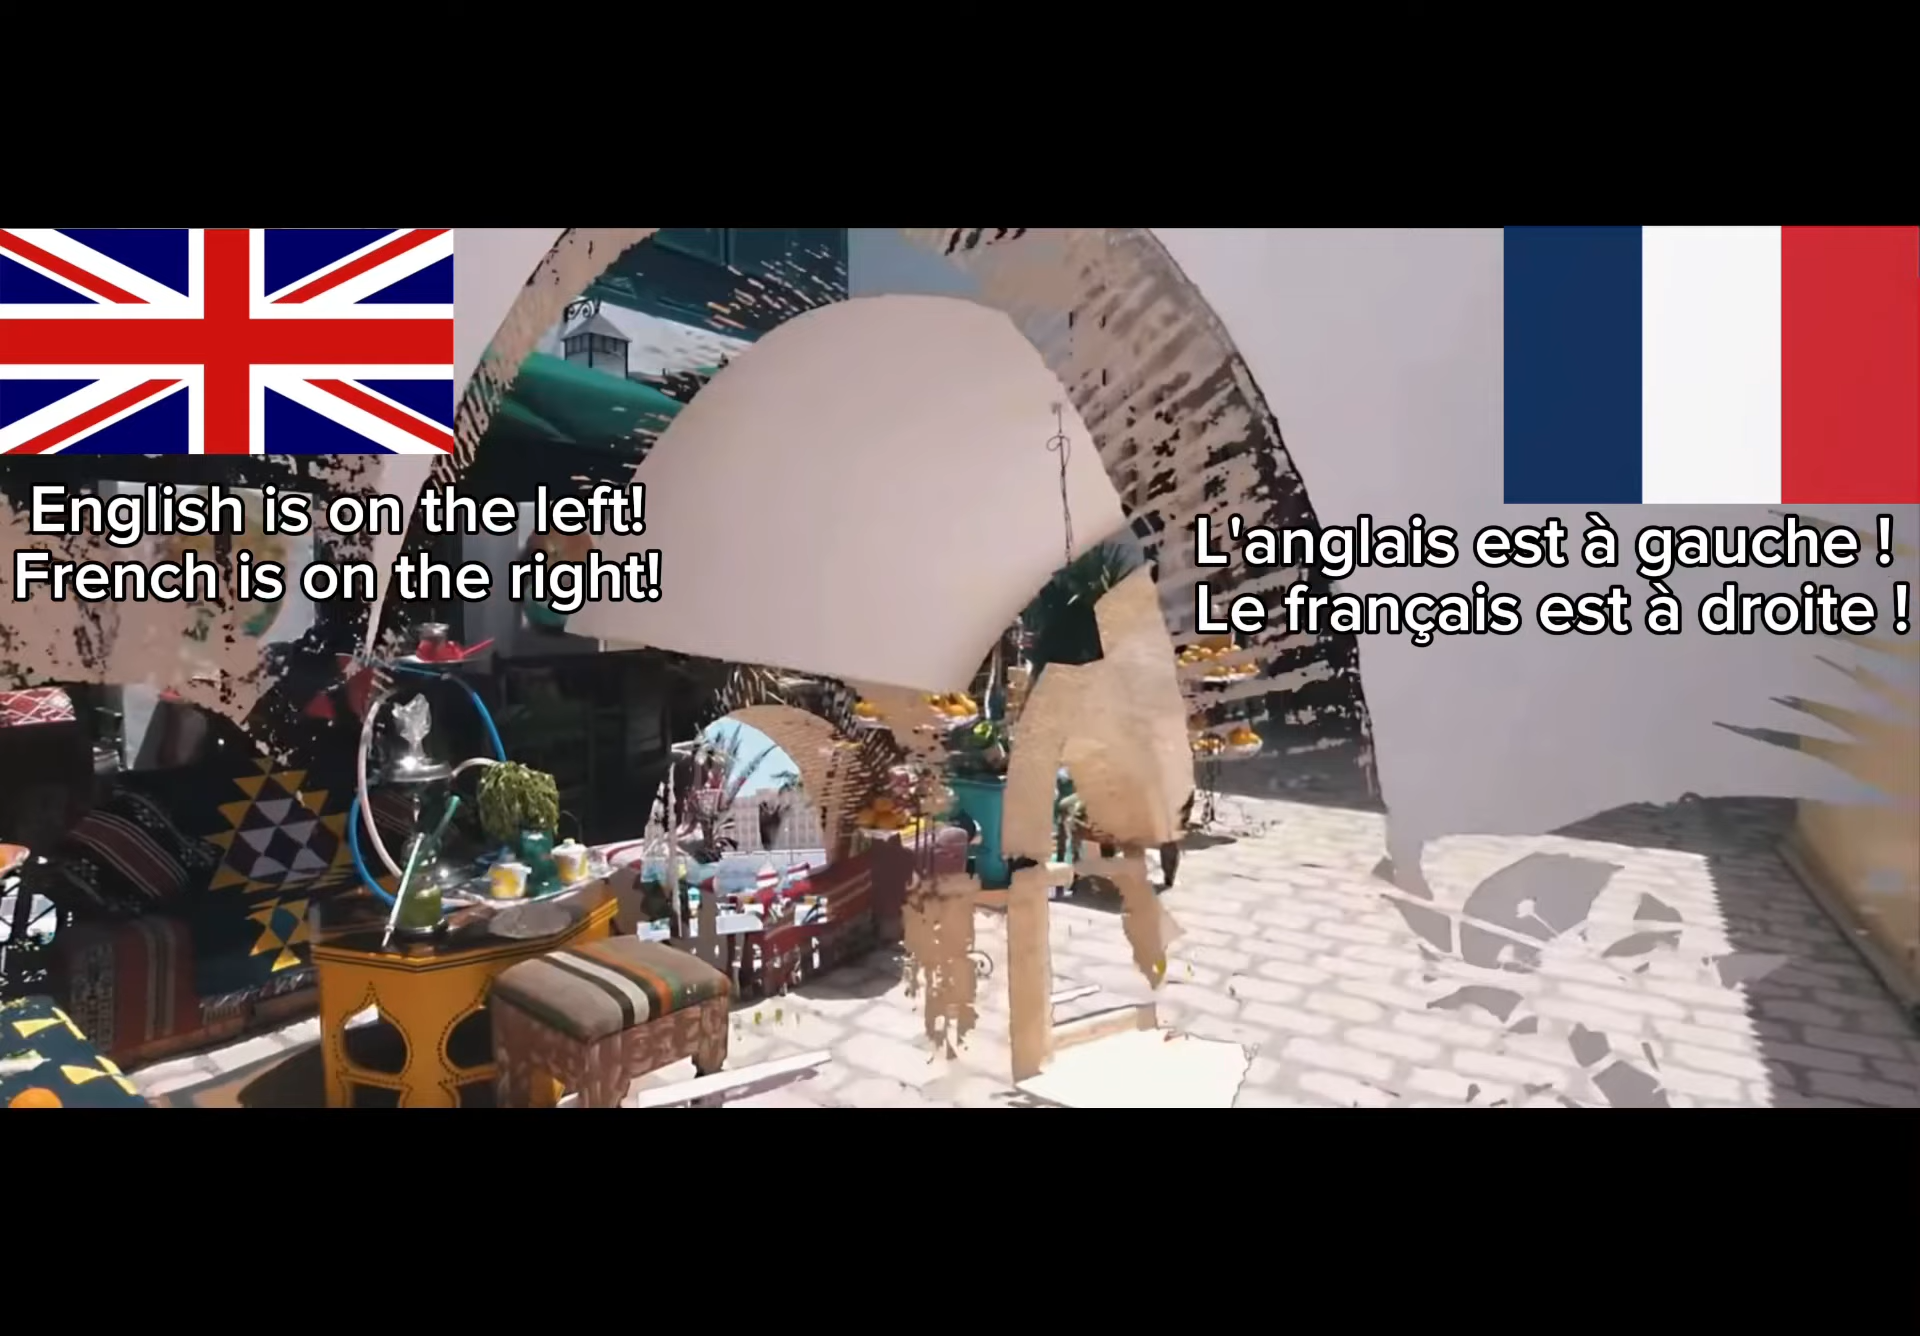 English is on the left!
French is on the right!
L'anglais est à gauche !
Le français est à droite !